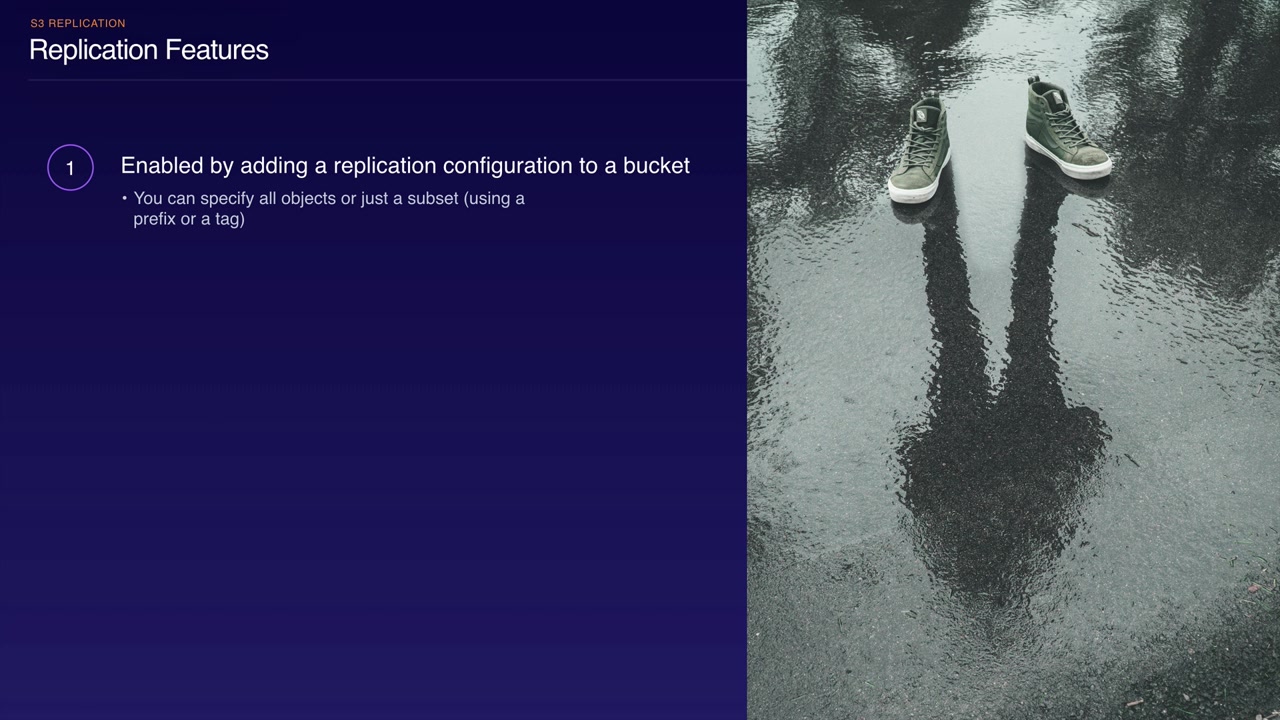 S3 REPLICATION
Replication Features
1
Enabled by adding a replication configuration to a bucket
• You can specify all objects or just a subset (using a
prefix or a tag)